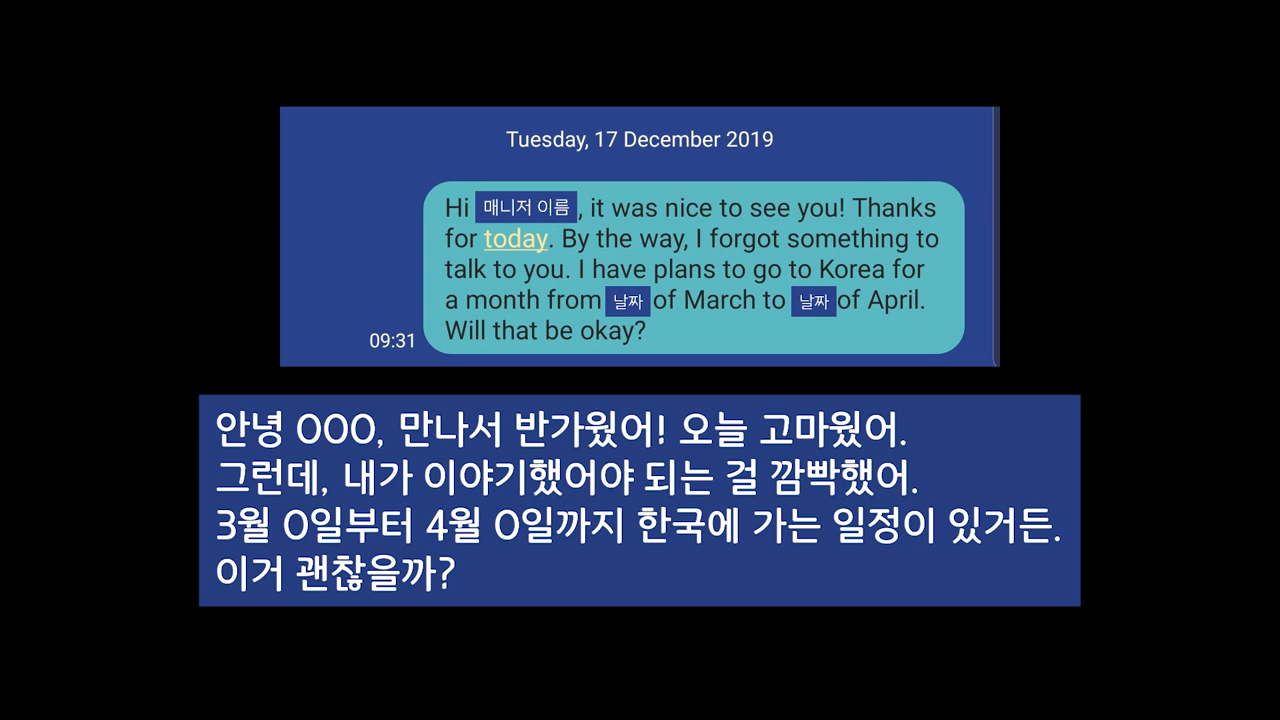 Tuesday, 17 December 2019
Hi 매니저 이름, it was nice to see you! Thanks
for today. By the way, I forgot something to
talk to you. I have plans to go to Korea for
a month from 날짜 of March to 날짜 of April.
Will that be okay?
09:31
안녕 OOO, 만나서 반가웠어! 오늘 고마웠어.
그런데, 내가 이야기했어야 되는 걸 깜빡했어.
3월 O일부터 4월 O일까지 한국에 가는 일정이 있거든.
이거 괜찮을까?